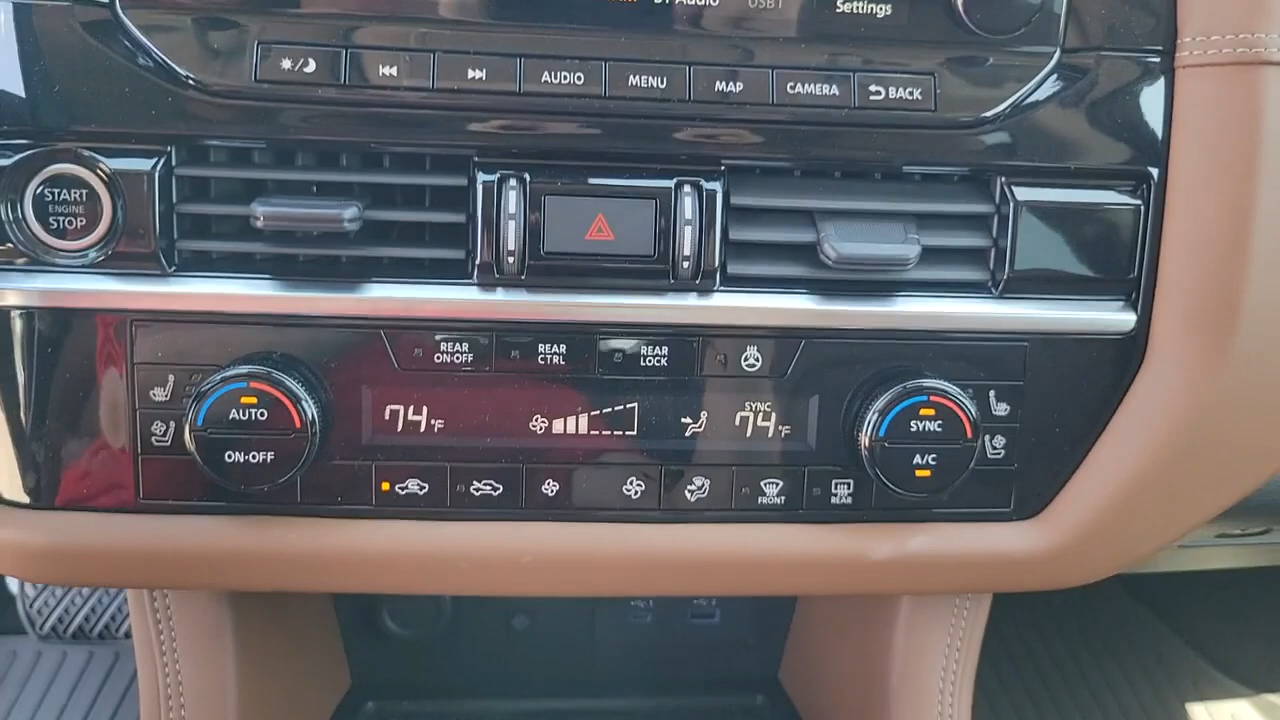 BT Audio
USB1
Settings
AUDIO
MENU
MAP
CAMERA
BACK
START
ENGINE
STOP
REAR
ON·OFF
REAR
CTRL
REAR
LOCK
AUTO
ON·OFF
74°F
SYNC
74°F
SYNC
A/C
FRONT
REAR